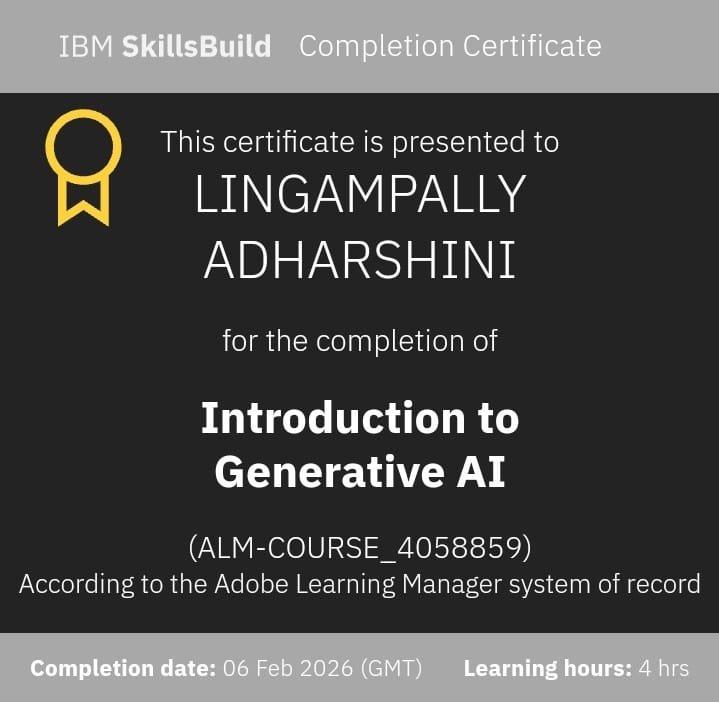 IBM SkillsBuild Completion Certificate
This certificate is presented to
LINGAMPALLY
ADHARSHINI
for the completion of
Introduction to
Generative AI
(ALM-COURSE_4058859)
According to the Adobe Learning Manager system of record
Completion date: 06 Feb 2026 (GMT) Learning hours: 4 hrs